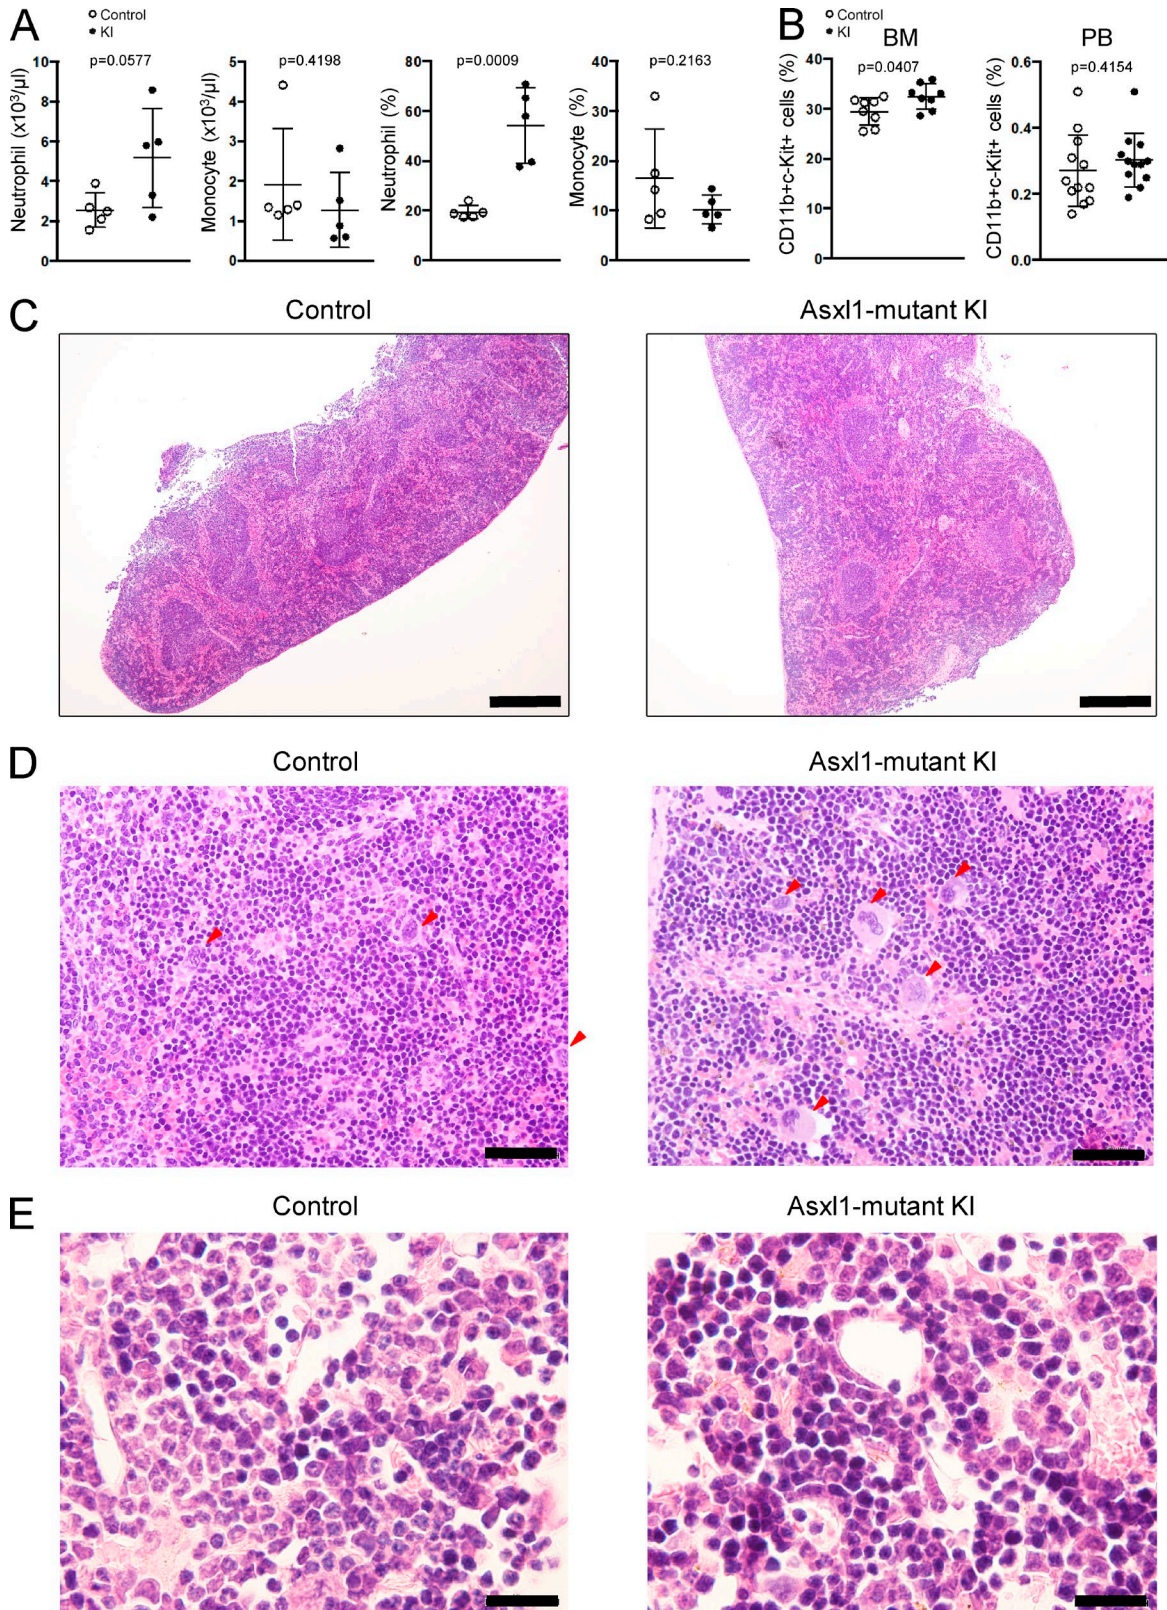 A
Control
KI
Neutrophil (x10³/μl)
10
8
6
4
2
0
p=0.0577
Monocyte (x10³/μl)
5
4
3
2
1
0
p=0.4198
Neutrophil (%)
80
60
40
20
0
p=0.0009
Monocyte (%)
40
30
20
10
0
p=0.2163
B
Control
KI
BM
p=0.0407
CD11b+c-Kit+ cells (%)
40
30
20
10
0
PB
p=0.4154
CD11b+c-Kit+ cells (%)
0.6
0.4
0.2
0.0
C
Control
Asxl1-mutant KI
D
Control
Asxl1-mutant KI
E
Control
Asxl1-mutant KI